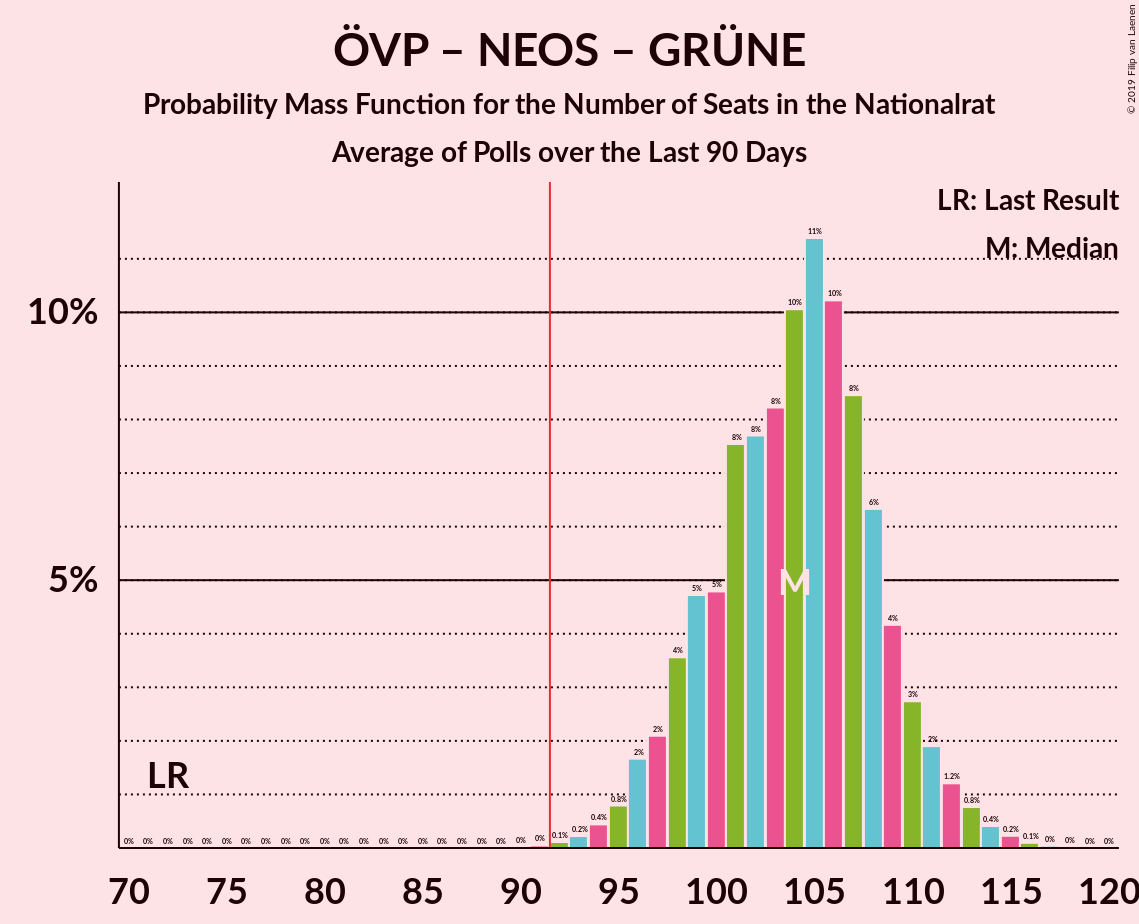 ÖVP – NEOS – GRÜNE
Probability Mass Function for the Number of Seats in the Nationalrat
Average of Polls over the Last 90 Days
© 2019 Filip van Laenen
LR: Last Result
M: Median
10%
5%
LR
M
0% 0% 0% 0% 0% 0% 0% 0% 0% 0% 0% 0% 0% 0% 0% 0% 0% 0% 0% 0% 0% 0% 0.1% 0.2% 0.4% 0.8% 2% 2% 4% 5% 5% 8% 8% 8% 10% 11% 10% 8% 6% 4% 3% 2% 1.2% 0.8% 0.4% 0.2% 0.1% 0% 0% 0% 0%
70 75 80 85 90 95 100 105 110 115 120